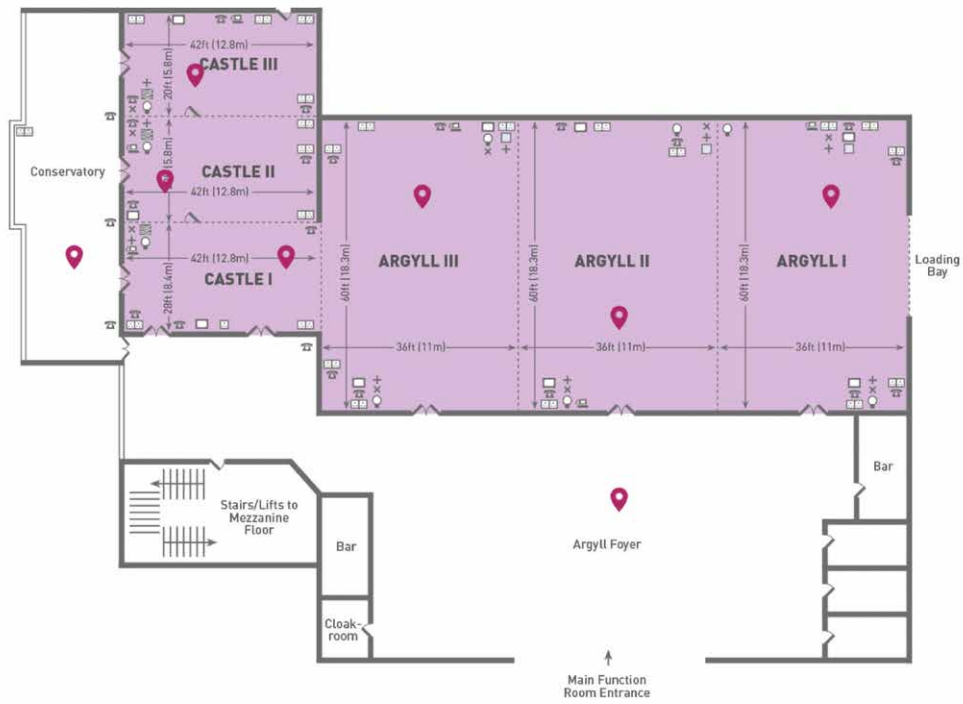 42ft (12.8m)
CASTLE III
20ft (5.8m)
Conservatory
CASTLE II
(5.8m)
42ft (12.8m)
42ft (12.8m)
CASTLE I
28ft (8.4m)
ARGYLL III
ARGYLL II
ARGYLL I
60ft (18.3m)
60ft (18.3m)
60ft (18.3m)
Loading
Bay
36ft (11m)
36ft (11m)
36ft (11m)
Bar
Stairs/Lifts to
Mezzanine
Floor
Bar
Argyll Foyer
Cloak-
room
Main Function
Room Entrance